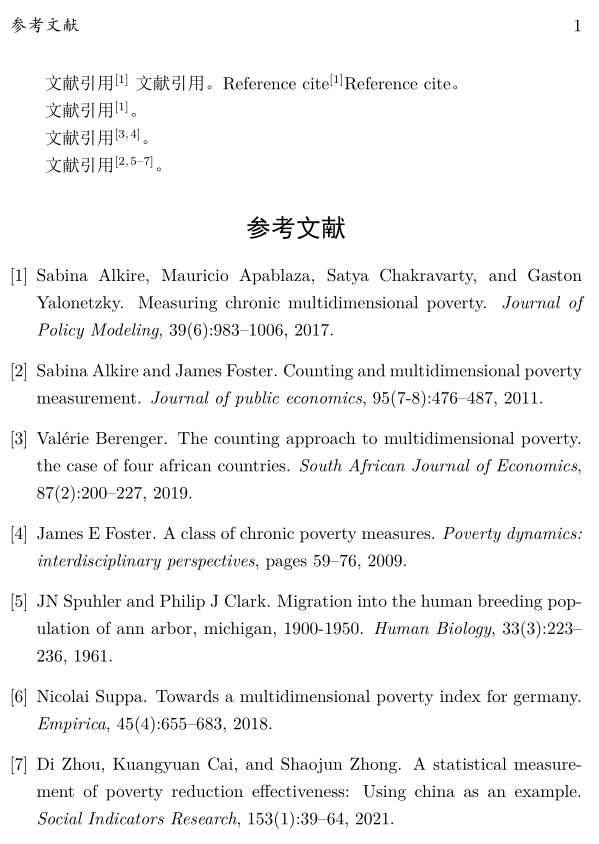 参考文献 1
文献引用[1] 文献引用。Reference cite[1]Reference cite。
文献引用[1]。
文献引用[3,4]。
文献引用[2,5–7]。
参考文献
[1] Sabina Alkire, Mauricio Apablaza, Satya Chakravarty, and Gaston
Yalonetzky. Measuring chronic multidimensional poverty. Journal of
Policy Modeling, 39(6):983–1006, 2017.
[2] Sabina Alkire and James Foster. Counting and multidimensional poverty
measurement. Journal of public economics, 95(7-8):476–487, 2011.
[3] Valérie Berenger. The counting approach to multidimensional poverty.
the case of four african countries. South African Journal of Economics,
87(2):200–227, 2019.
[4] James E Foster. A class of chronic poverty measures. Poverty dynamics:
interdisciplinary perspectives, pages 59–76, 2009.
[5] JN Spuhler and Philip J Clark. Migration into the human breeding pop-
ulation of ann arbor, michigan, 1900-1950. Human Biology, 33(3):223–
236, 1961.
[6] Nicolai Suppa. Towards a multidimensional poverty index for germany.
Empirica, 45(4):655–683, 2018.
[7] Di Zhou, Kuangyuan Cai, and Shaojun Zhong. A statistical measure-
ment of poverty reduction effectiveness: Using china as an example.
Social Indicators Research, 153(1):39–64, 2021.